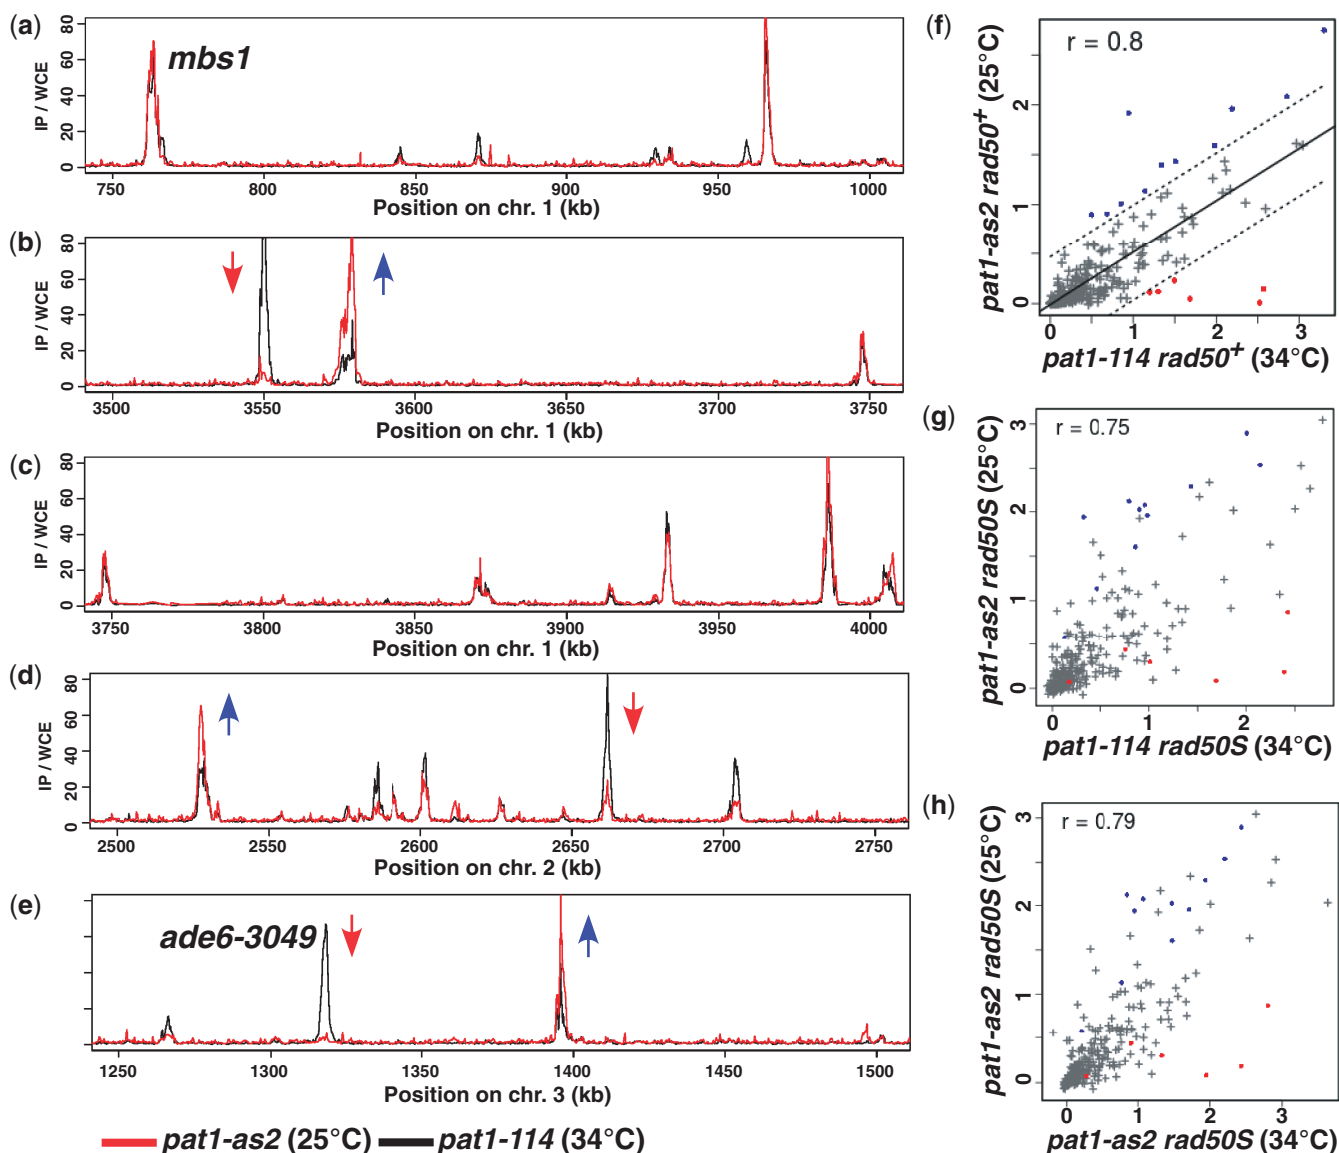 (a)
80
60
40
20
0
IP / WCE
mbs1
750 800 850 900 950 1000
Position on chr. 1 (kb)
(b)
80
60
40
20
0
IP / WCE
3500 3550 3600 3650 3700 3750
Position on chr. 1 (kb)
(c)
80
60
40
20
0
IP / WCE
3750 3800 3850 3900 3950 4000
Position on chr. 1 (kb)
(d)
80
60
40
20
0
IP / WCE
2500 2550 2600 2650 2700 2750
Position on chr. 2 (kb)
(e)
ade6-3049
1250 1300 1350 1400 1450 1500
Position on chr. 3 (kb)
pat1-as2 (25°C) pat1-114 (34°C)
(f)
r = 0.8
pat1-as2 rad50+ (25°C)
2
1
0
0 1 2 3
pat1-114 rad50+ (34°C)
(g)
r = 0.75
pat1-as2 rad50S (25°C)
3
2
1
0
0 1 2
pat1-114 rad50S (34°C)
(h)
r = 0.79
pat1-as2 rad50S (25°C)
3
2
1
0
0 1 2 3
pat1-as2 rad50S (34°C)